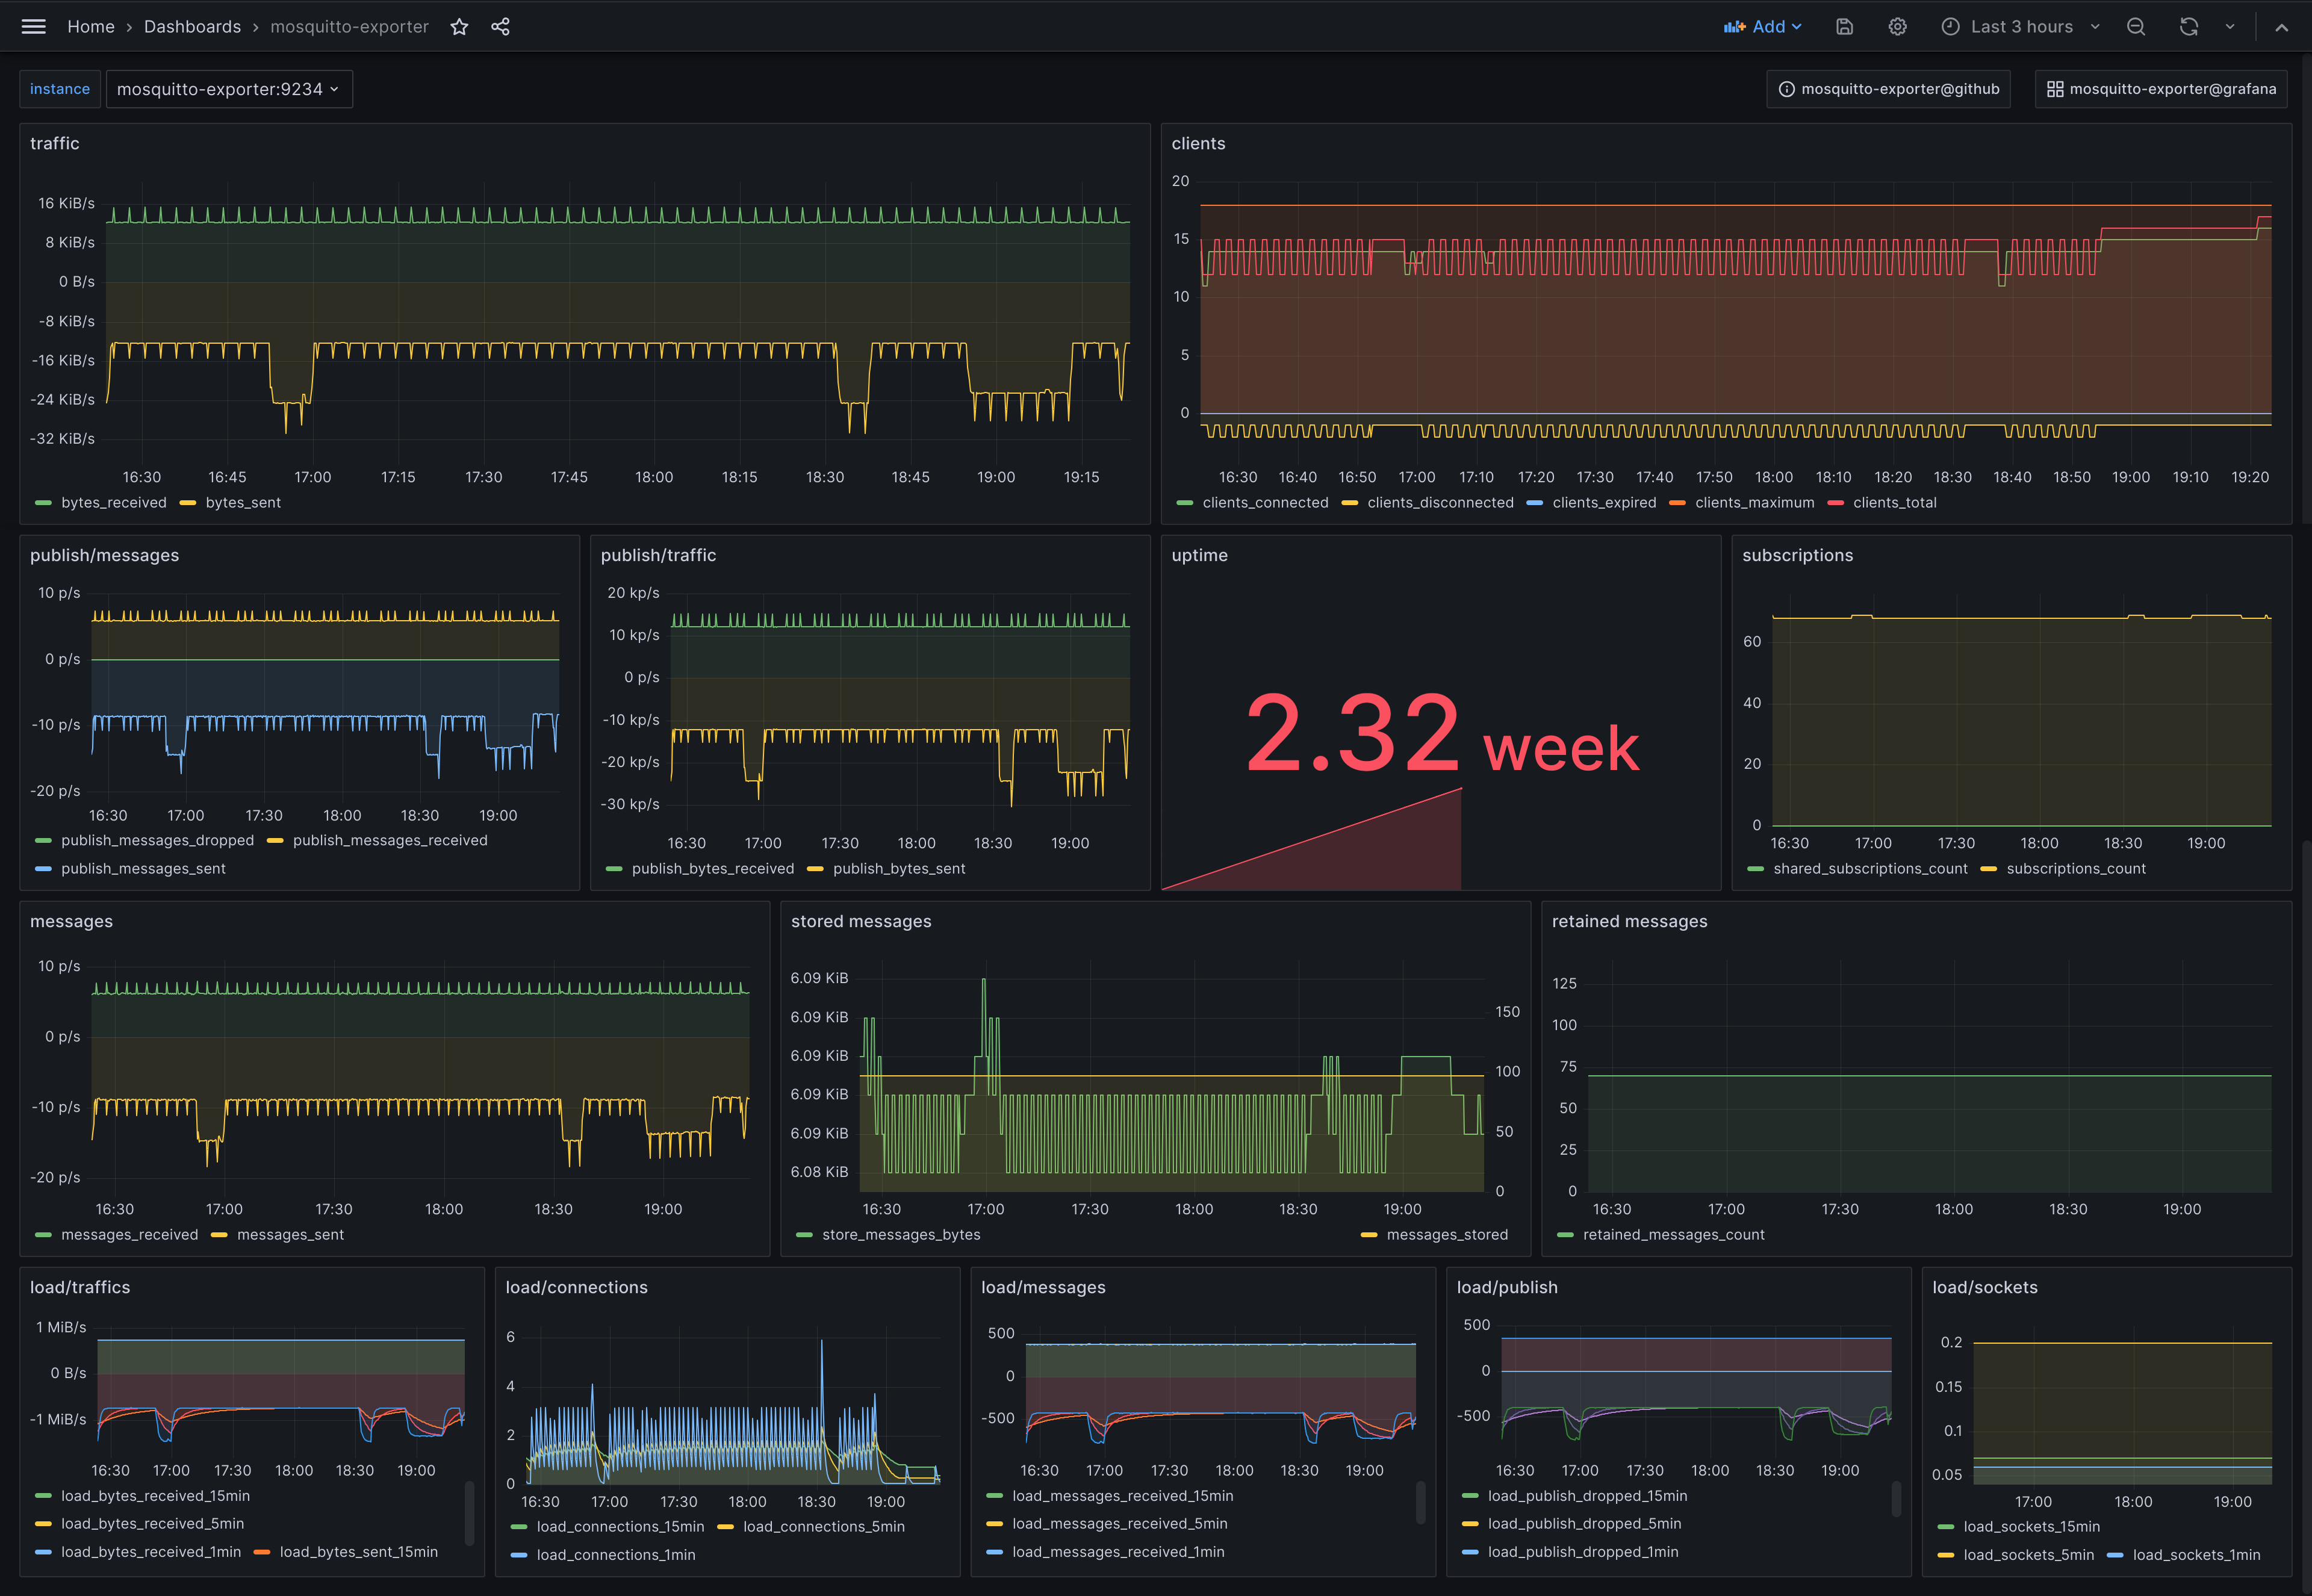 Home › Dashboards › mosquitto-exporter Add Last 3 hours
instance mosquitto-exporter:9234 mosquitto-exporter@github mosquitto-exporter@grafana
traffic
16 KiB/s
8 KiB/s
0 B/s
-8 KiB/s
-16 KiB/s
-24 KiB/s
-32 KiB/s
16:30 16:45 17:00 17:15 17:30 17:45 18:00 18:15 18:30 18:45 19:00 19:15
bytes_received bytes_sent
clients
20
15
10
5
0
16:30 16:40 16:50 17:00 17:10 17:20 17:30 17:40 17:50 18:00 18:10 18:20 18:30 18:40 18:50 19:00 19:10 19:20
clients_connected clients_disconnected clients_expired clients_maximum clients_total
publish/messages
10 p/s
0 p/s
-10 p/s
-20 p/s
16:30 17:00 17:30 18:00 18:30 19:00
publish_messages_dropped publish_messages_received
publish_messages_sent
publish/traffic
20 kp/s
10 kp/s
0 p/s
-10 kp/s
-20 kp/s
-30 kp/s
16:30 17:00 17:30 18:00 18:30 19:00
publish_bytes_received publish_bytes_sent
uptime
2.32 week
subscriptions
60
40
20
0
16:30 17:00 17:30 18:00 18:30 19:00
shared_subscriptions_count subscriptions_count
messages
10 p/s
0 p/s
-10 p/s
-20 p/s
16:30 17:00 17:30 18:00 18:30 19:00
messages_received messages_sent
stored messages
6.09 KiB
6.09 KiB
6.09 KiB
6.09 KiB
6.09 KiB
6.08 KiB
150
100
50
0
16:30 17:00 17:30 18:00 18:30 19:00
store_messages_bytes messages_stored
retained messages
125
100
75
50
25
0
16:30 17:00 17:30 18:00 18:30 19:00
retained_messages_count
load/traffics
1 MiB/s
0 B/s
-1 MiB/s
16:30 17:00 17:30 18:00 18:30 19:00
load_bytes_received_15min
load_bytes_received_5min
load_bytes_received_1min load_bytes_sent_15min
load/connections
6
4
2
0
16:30 17:00 17:30 18:00 18:30 19:00
load_connections_15min load_connections_5min
load_connections_1min
load/messages
500
0
-500
16:30 17:00 17:30 18:00 18:30 19:00
load_messages_received_15min
load_messages_received_5min
load_messages_received_1min
load/publish
500
0
-500
16:30 17:00 17:30 18:00 18:30 19:00
load_publish_dropped_15min
load_publish_dropped_5min
load_publish_dropped_1min
load/sockets
0.2
0.15
0.1
0.05
17:00 18:00 19:00
load_sockets_15min
load_sockets_5min load_sockets_1min